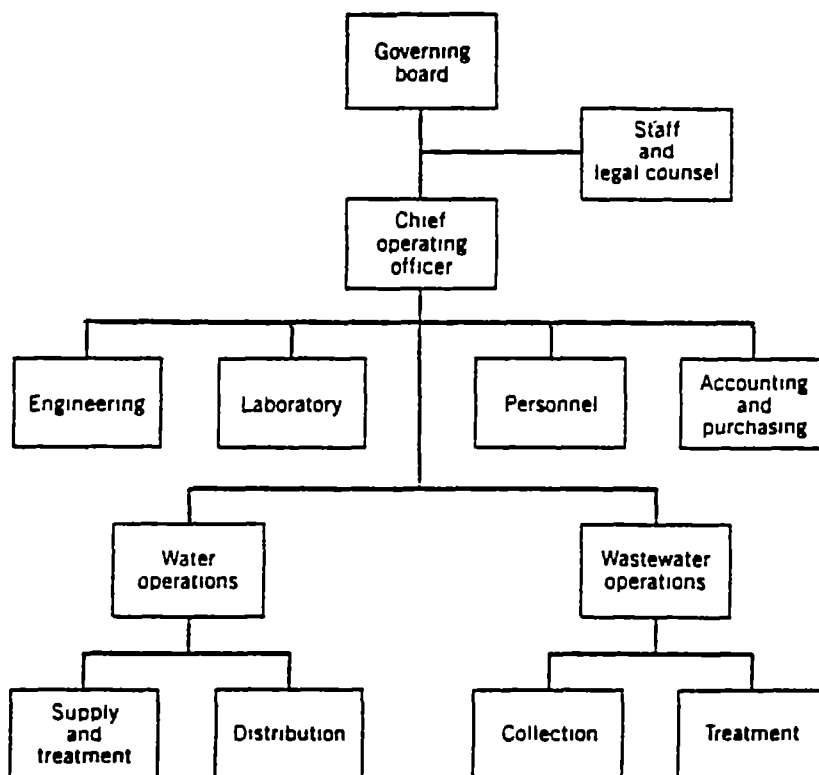 Governing
board
Staff
and
legal counsel
Chief
operating
officer
Engineering
Laboratory
Personnel
Accounting
and
purchasing
Water
operations
Wastewater
operations
Supply
and
treatment
Distribution
Collection
Treatment